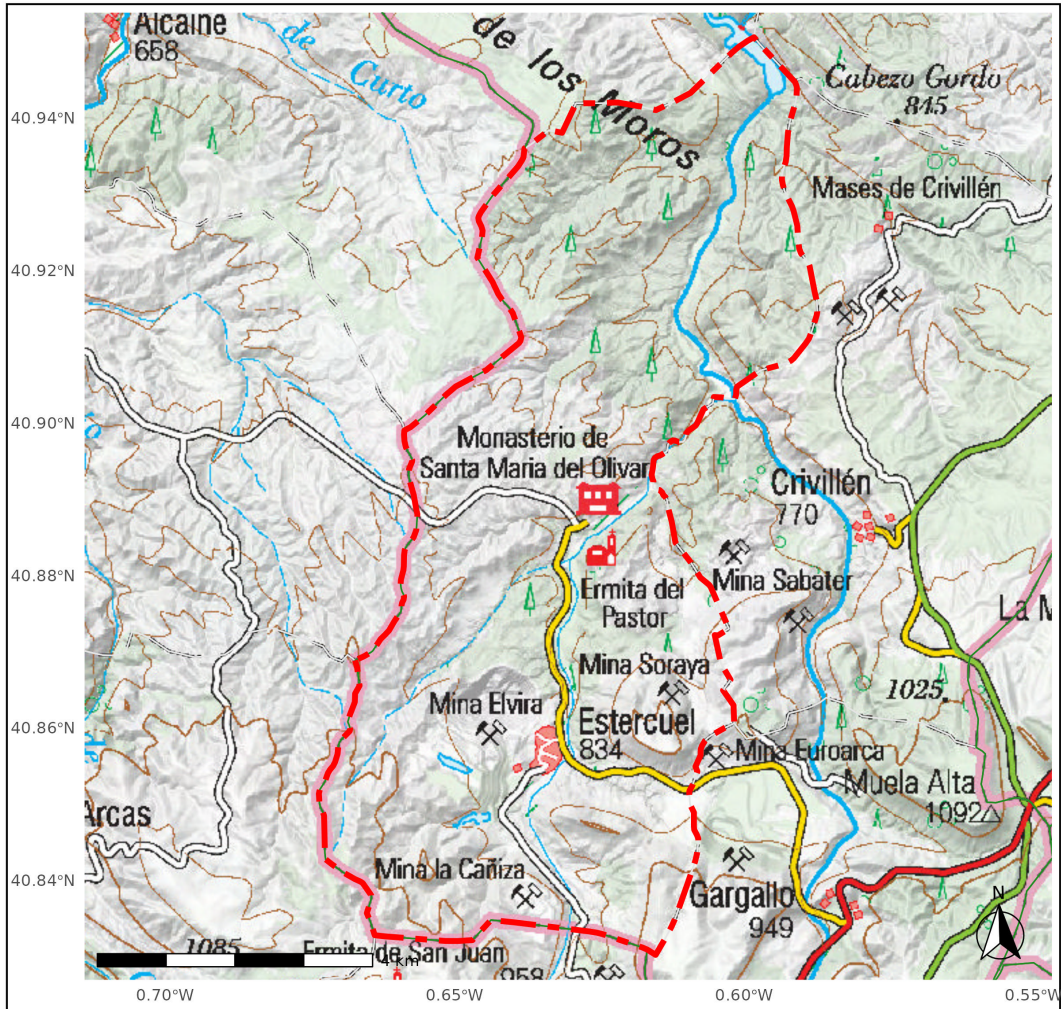 Alcaine
658
de
Curto
de los Moros
Cabezo Gordo
845
40.94°N
Mases de Crivillén
40.92°N
40.90°N
Monasterio de
Santa Maria del Olivar
Crivillén
770
40.88°N
Ermita del
Pastor
Mina Sabater
La M
Mina Soraya
1025
Mina Elvira
40.86°N
Estercuel
834
Mina Euroarca
Muela Alta
1092
Arcas
40.84°N
Mina la Cañiza
Gargallo
949
N
1085
Ermita de San Juan
958
4 km
0.70°W
0.65°W
0.60°W
0.55°W